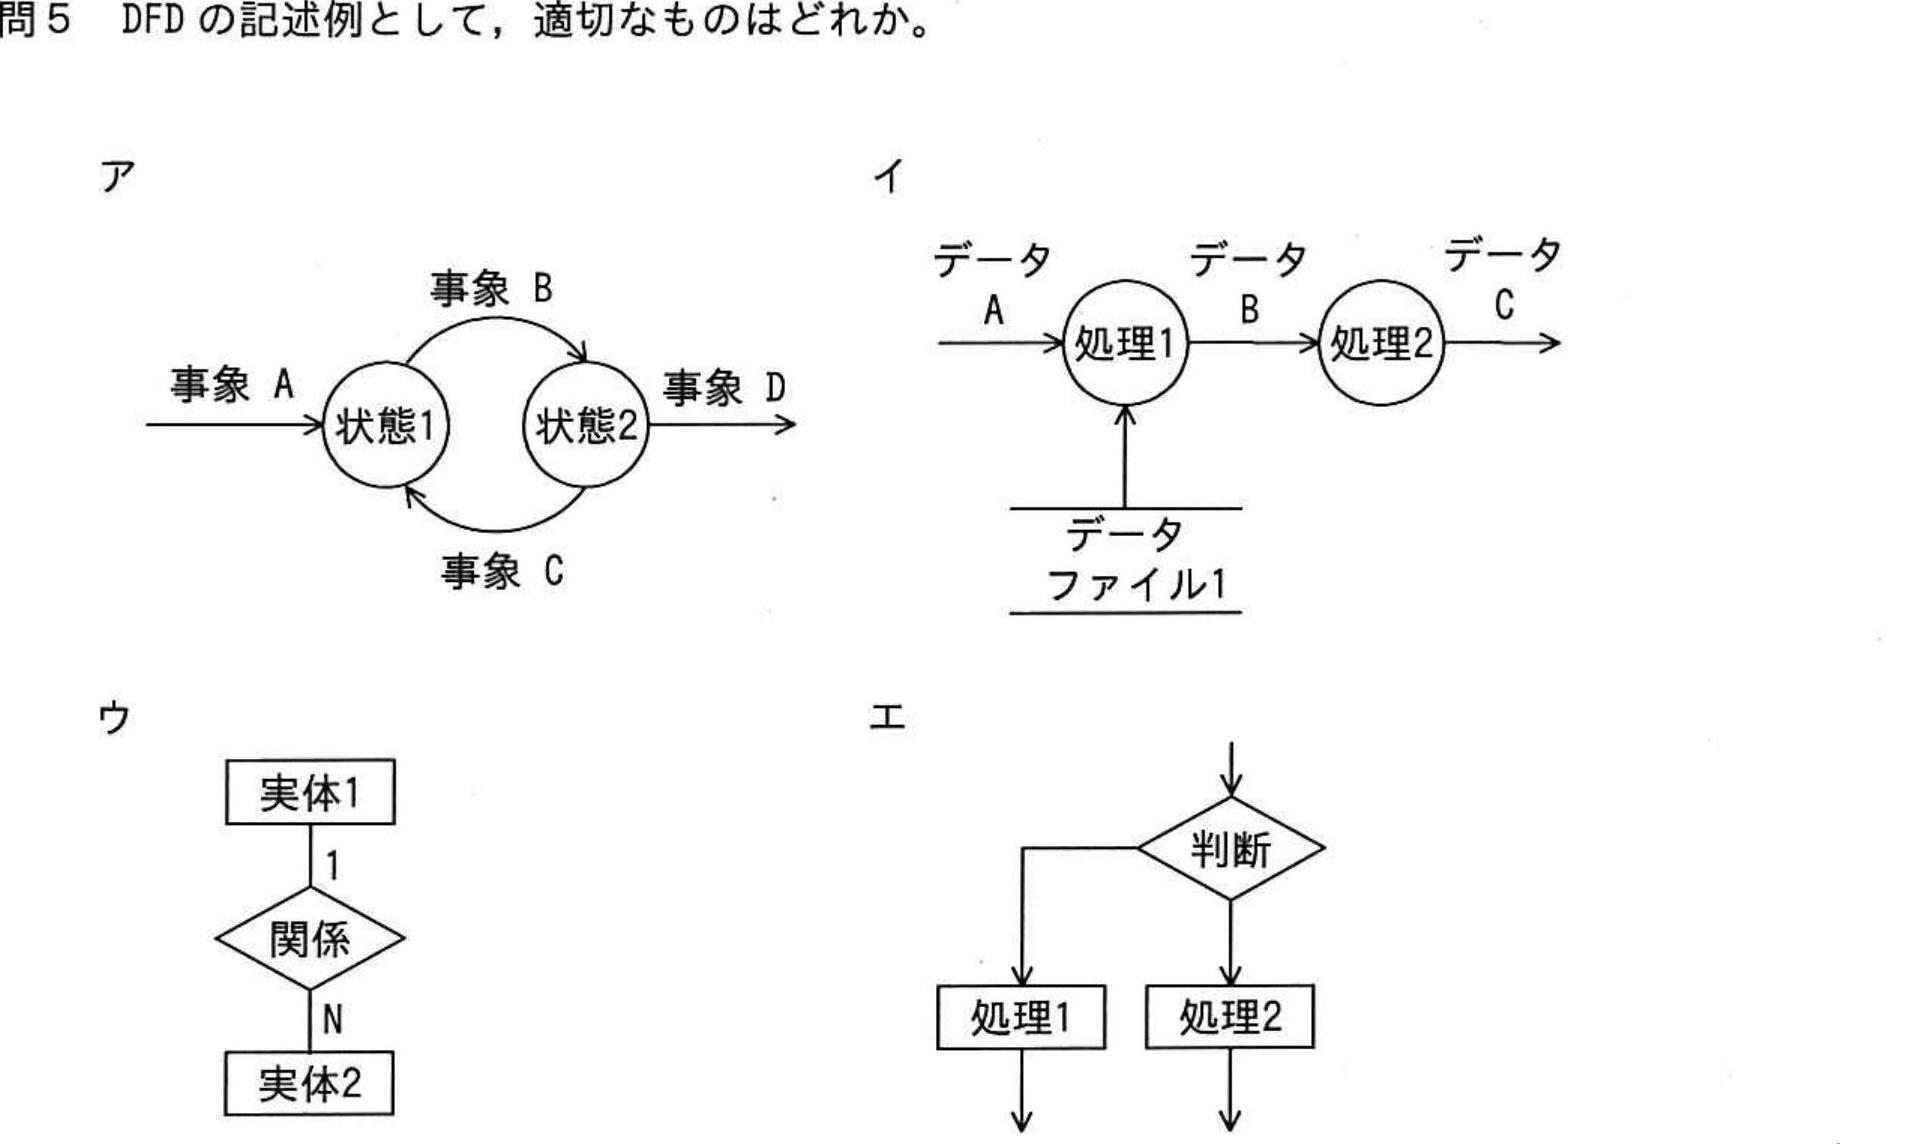 問５ DFDの記述例として，適切なものはどれか。
ア
事象 B
事象 A
状態1
状態2
事象 D
事象 C
イ
データ
A
処理1
データ
B
処理2
データ
C
データ
ファイル1
ウ
実体1
1
関係
N
実体2
エ
判断
処理1
処理2